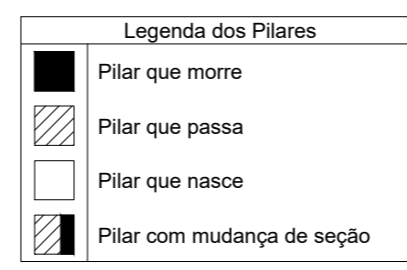 Legenda dos Pilares
Pilar que morre
Pilar que passa
Pilar que nasce
Pilar com mudança de seção